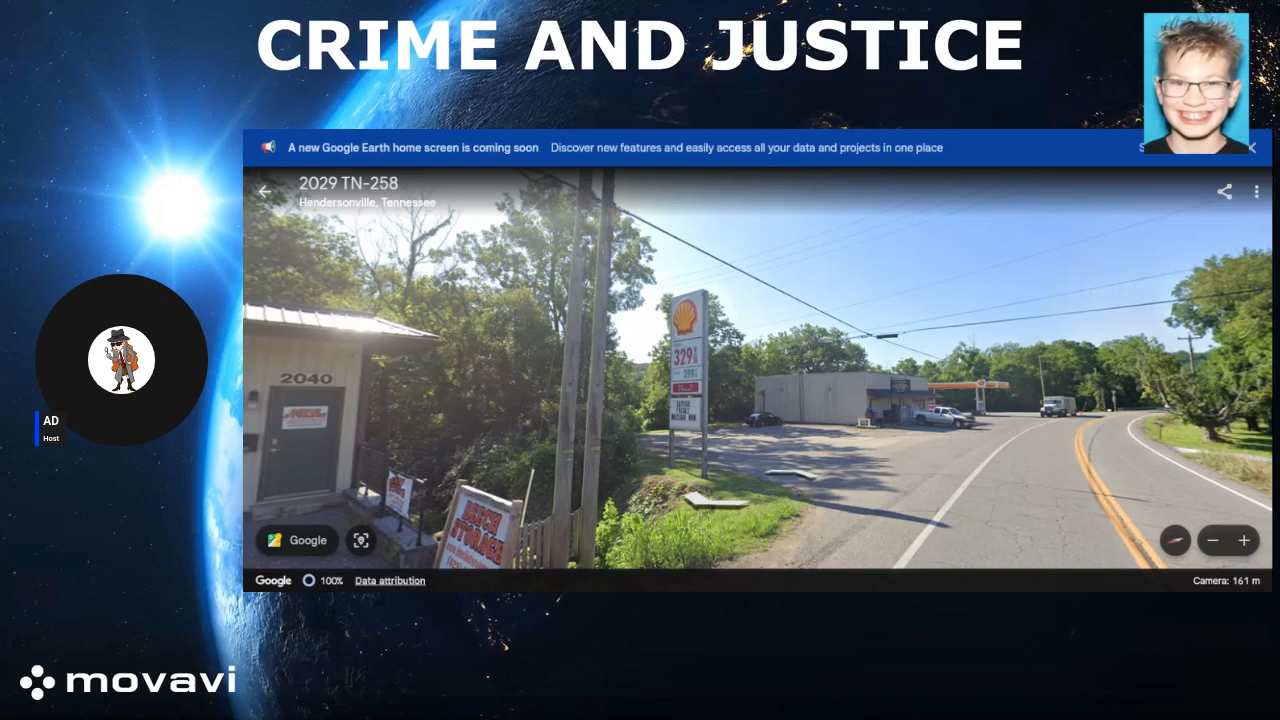 CRIME AND JUSTICE
A new Google Earth home screen is coming soon Discover new features and easily access all your data and projects in one place
2029 TN-258
Hendersonville, Tennessee
329
2040
BEECH
STORAGE
AD
Host
Google
Google 100% Data attribution
Camera: 161 m
movavi